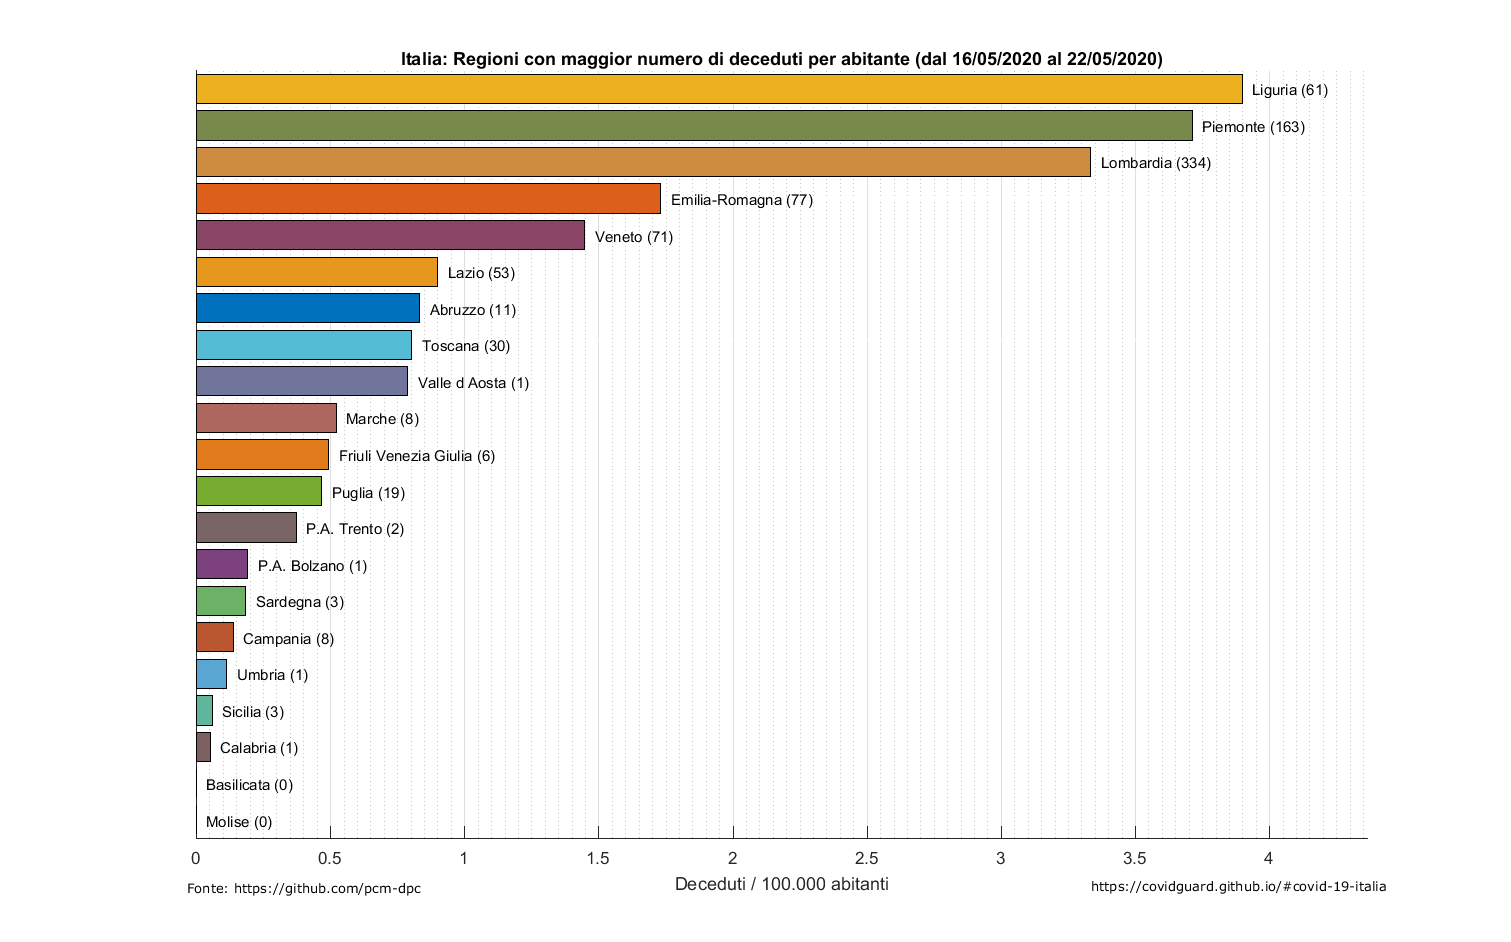 Italia: Regioni con maggior numero di deceduti per abitante (dal 16/05/2020 al 22/05/2020)
Liguria (61)
Piemonte (163)
Lombardia (334)
Emilia-Romagna (77)
Veneto (71)
Lazio (53)
Abruzzo (11)
Toscana (30)
Valle d Aosta (1)
Marche (8)
Friuli Venezia Giulia (6)
Puglia (19)
P.A. Trento (2)
P.A. Bolzano (1)
Sardegna (3)
Campania (8)
Umbria (1)
Sicilia (3)
Calabria (1)
Basilicata (0)
Molise (0)
0 0.5 1 1.5 2 2.5 3 3.5 4
Deceduti / 100.000 abitanti
Fonte: https://github.com/pcm-dpc
https://covidguard.github.io/#covid-19-italia